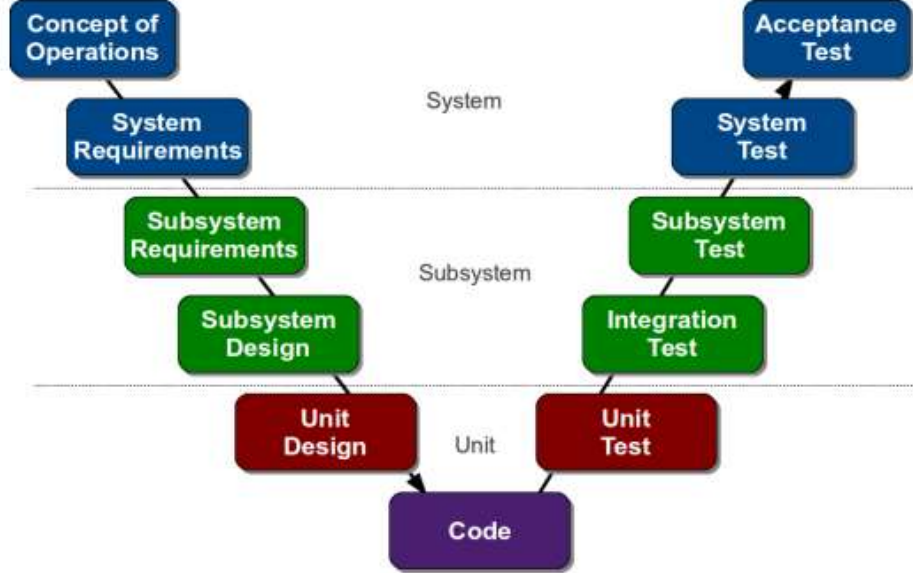 Concept of
Operations
Acceptance
Test
System
System
Requirements
System
Test
Subsystem
Requirements
Subsystem
Test
Subsystem
Subsystem
Design
Integration
Test
Unit
Design
Unit
Unit
Test
Code